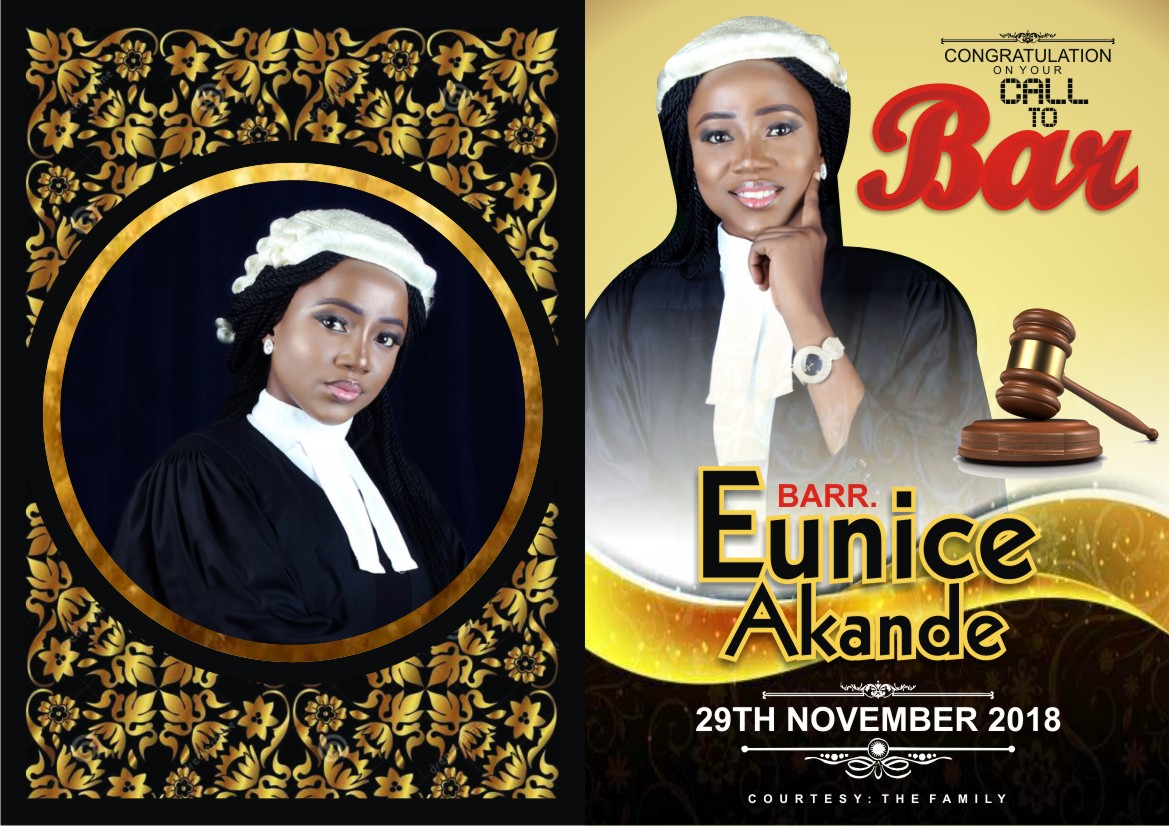 CONGRATULATION
ON YOUR
CALL
TO
Bar
BARR.
Eunice
Akande
29TH NOVEMBER 2018
COURTESY: THE FAMILY